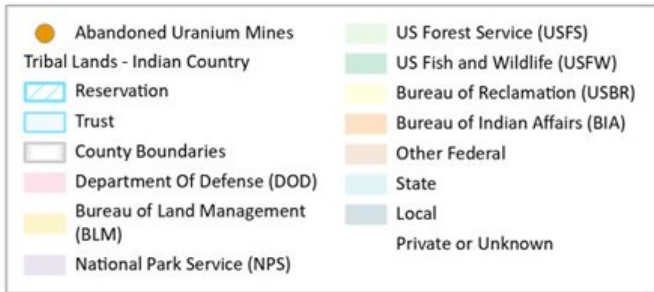 Abandoned Uranium Mines
Tribal Lands - Indian Country
Reservation
Trust
County Boundaries
Department Of Defense (DOD)
Bureau of Land Management
(BLM)
National Park Service (NPS)
US Forest Service (USFS)
US Fish and Wildlife (USFW)
Bureau of Reclamation (USBR)
Bureau of Indian Affairs (BIA)
Other Federal
State
Local
Private or Unknown